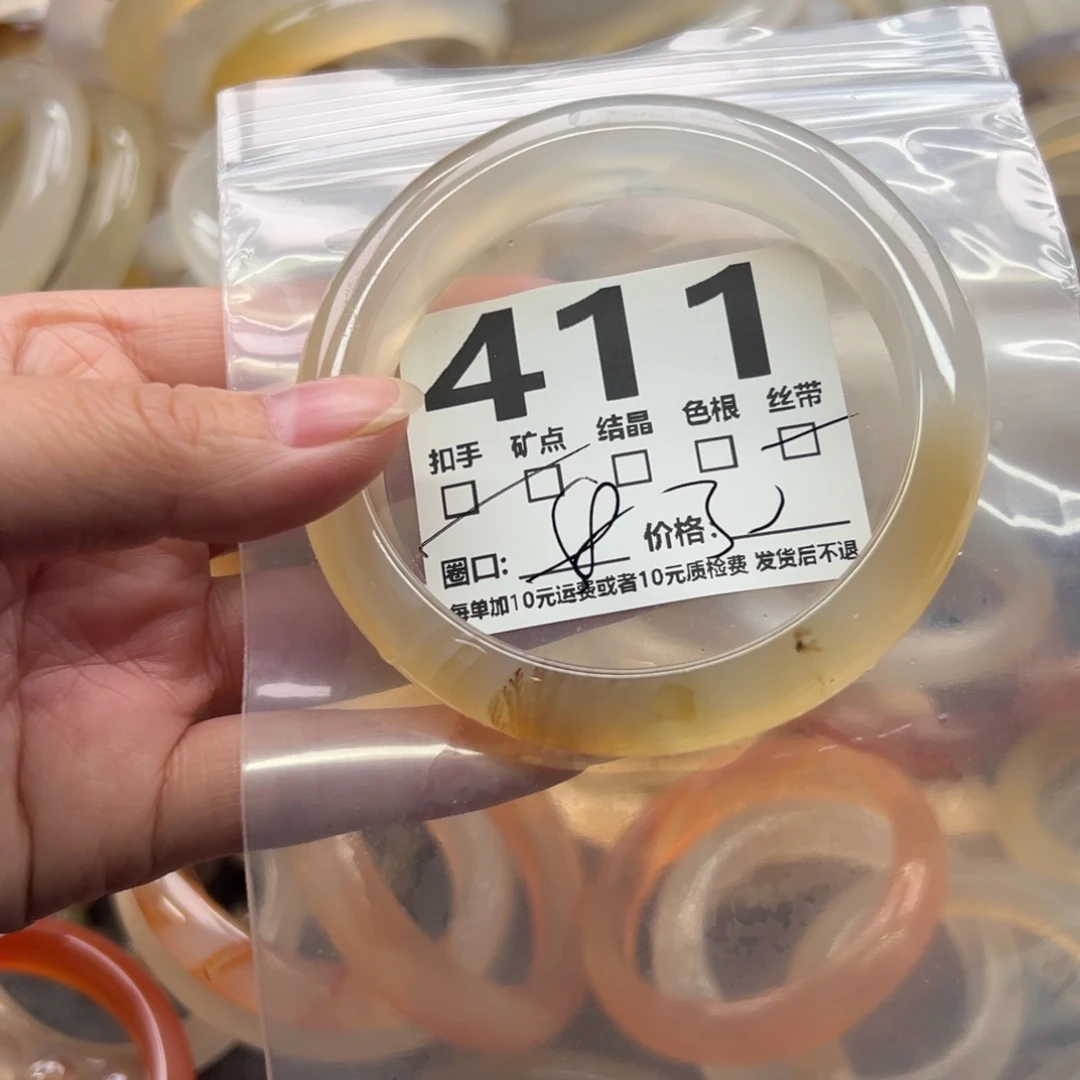 411
扣手 矿点 结晶 色根 丝带
圈口: 8 价格:
每单加10元运费或者10元质检费 发货后不退